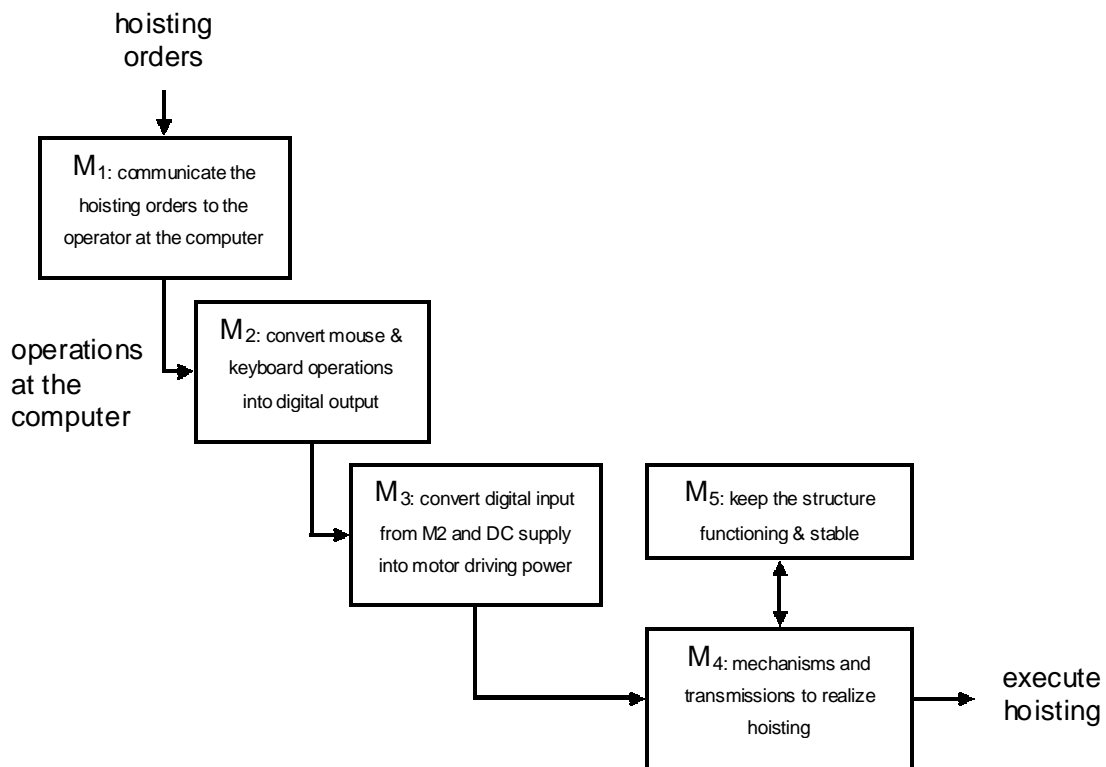 hoisting
orders
M1: communicate the
hoisting orders to the
operator at the computer
operations
at the
computer
M2: convert mouse &
keyboard operations
into digital output
M3: convert digital input
from M2 and DC supply
into motor driving power
M5: keep the structure
functioning & stable
M4: mechanisms and
transmissions to realize
hoisting
execute
hoisting